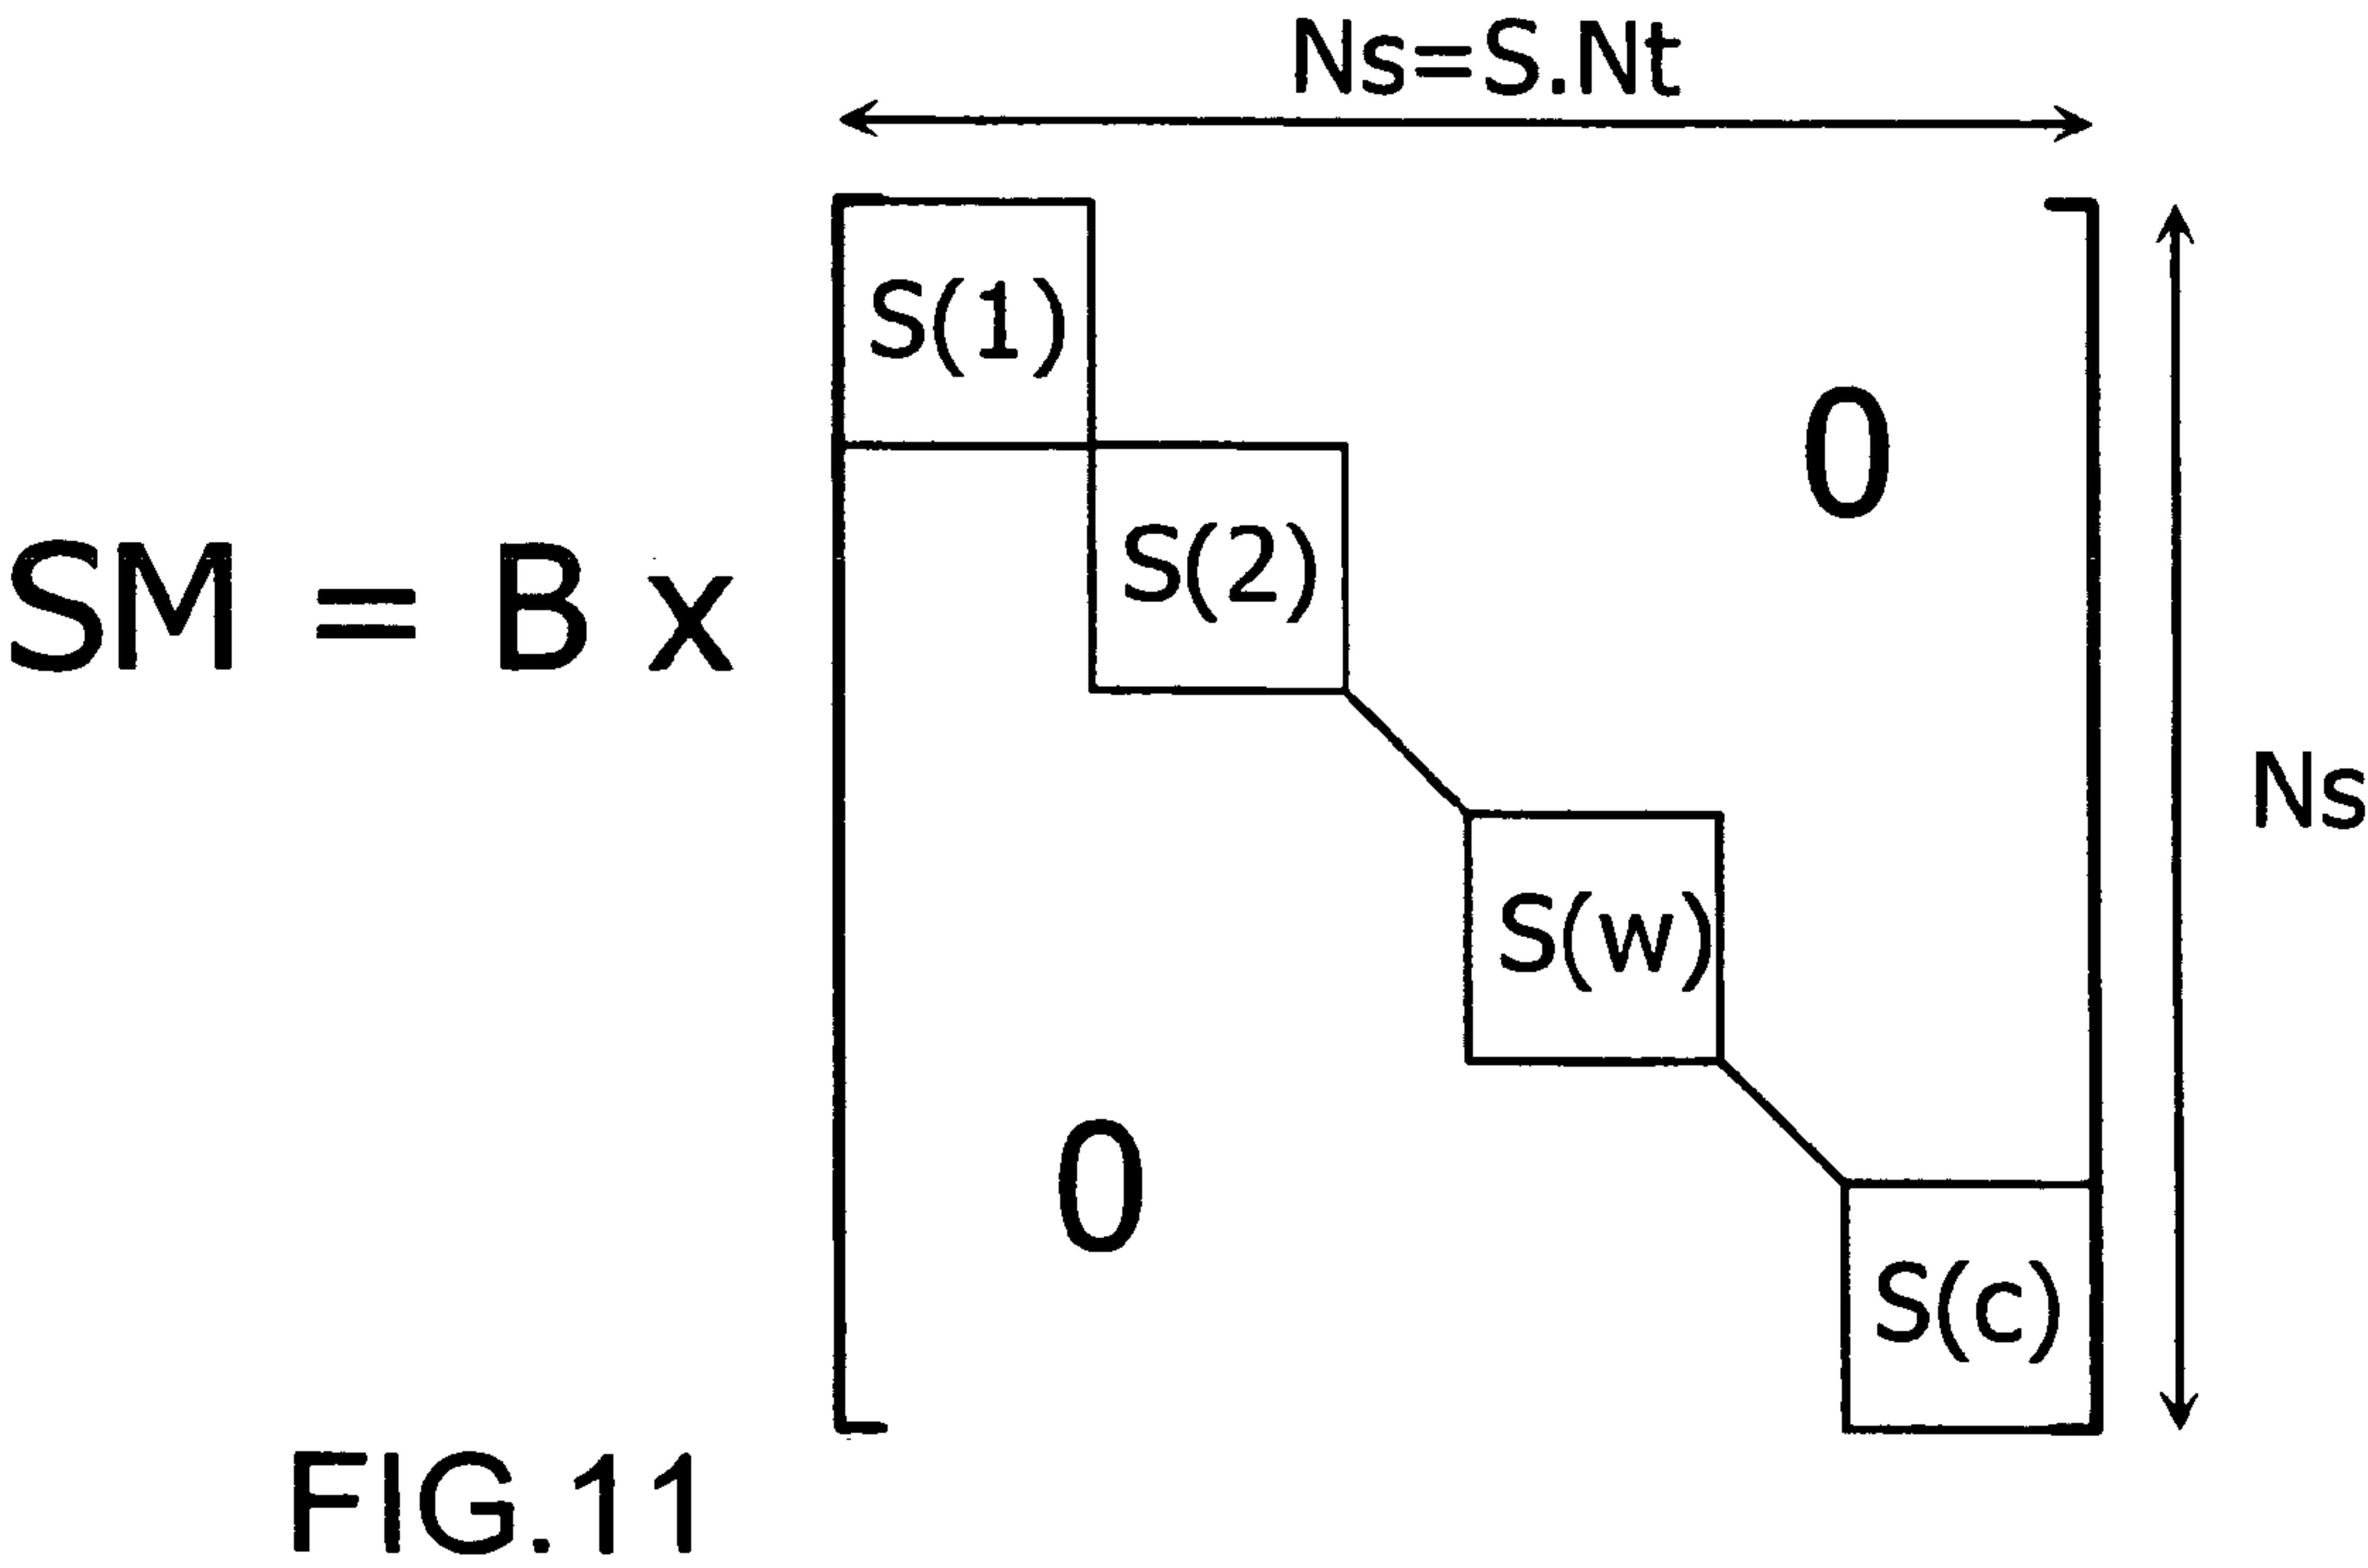 Ns=S.Nt
S(1)
0
S(2)
SM = B x
Ns
S(w)
0
S(c)
FIG.11